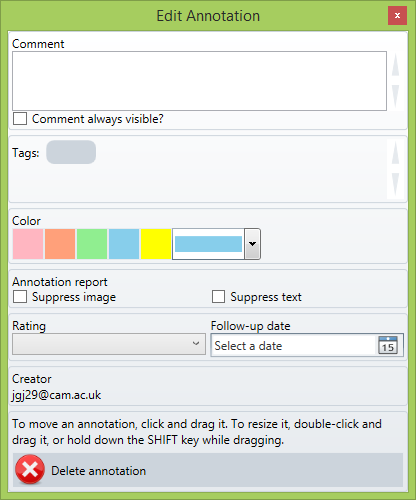 Edit Annotation
x
Comment
Comment always visible?
Tags:
Color
Annotation report
Suppress image
Suppress text
Rating
Follow-up date
Select a date
15
Creator
jgj29@cam.ac.uk
To move an annotation, click and drag it. To resize it, double-click and
drag it, or hold down the SHIFT key while dragging.
Delete annotation